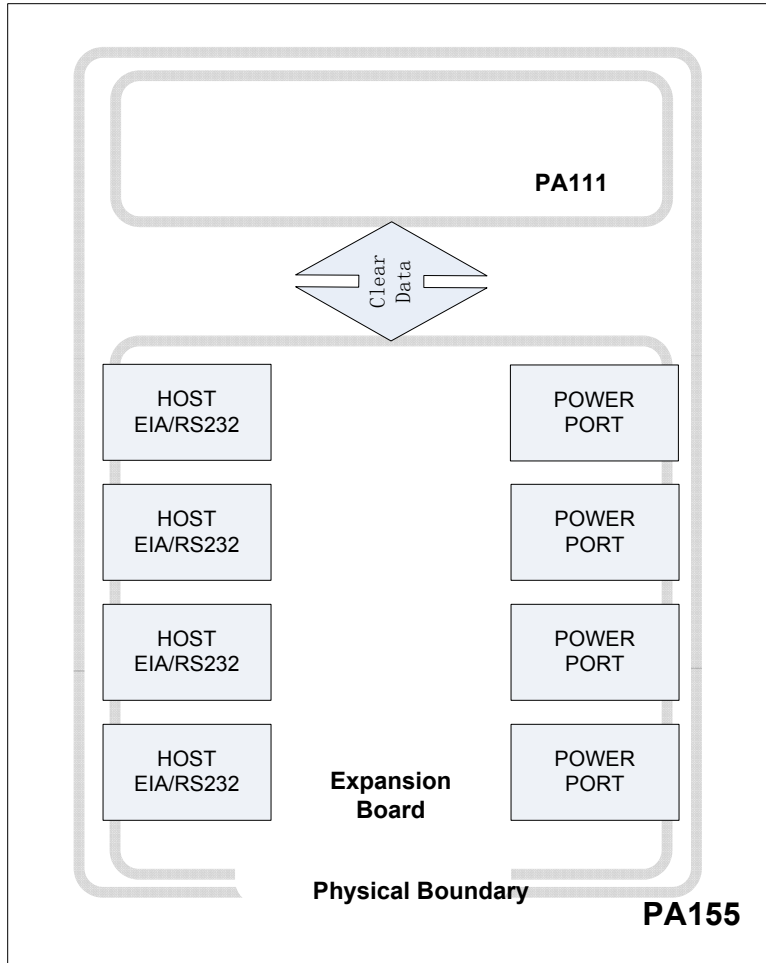 PA111
Clear
Data
HOST
EIA/RS232
POWER
PORT
HOST
EIA/RS232
POWER
PORT
HOST
EIA/RS232
POWER
PORT
HOST
EIA/RS232
POWER
PORT
Expansion
Board
Physical Boundary
PA155